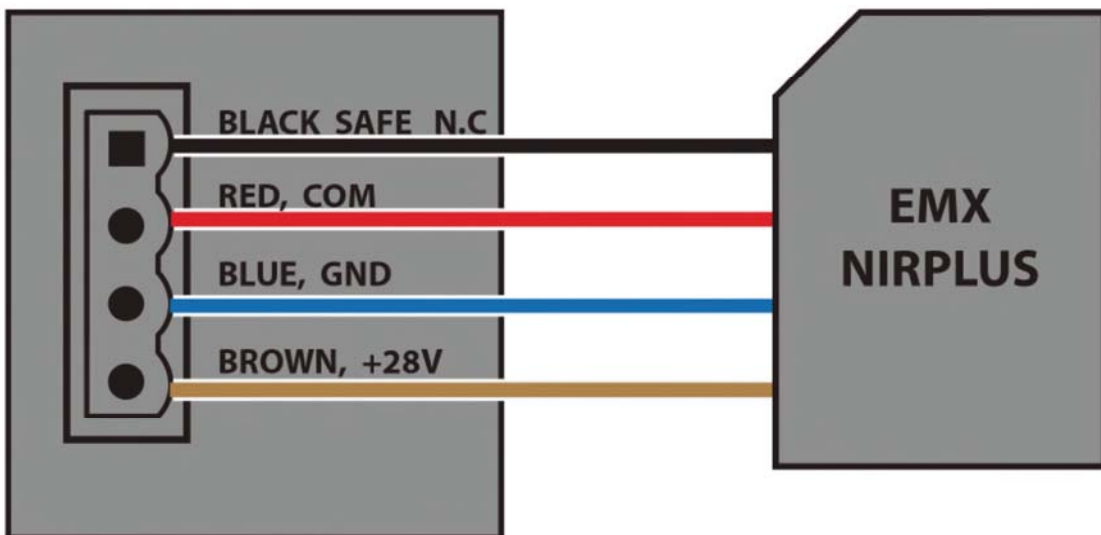 BLACK SAFE N.C
RED, COM
BLUE, GND
BROWN, +28V
EMX
NIRPLUS